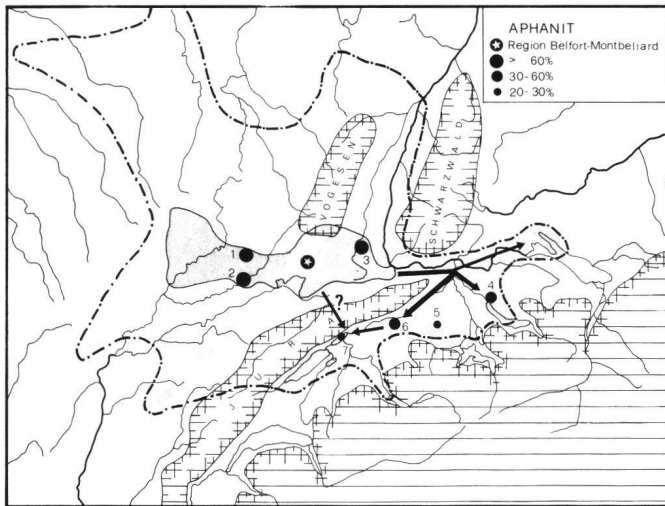 APHANIT
Region Belfort-Montbeliard
> 60%
30-60%
20-30%
VOGESEN
SCHWARZWALD
1
2
3
?
4
5
6
7
JURA